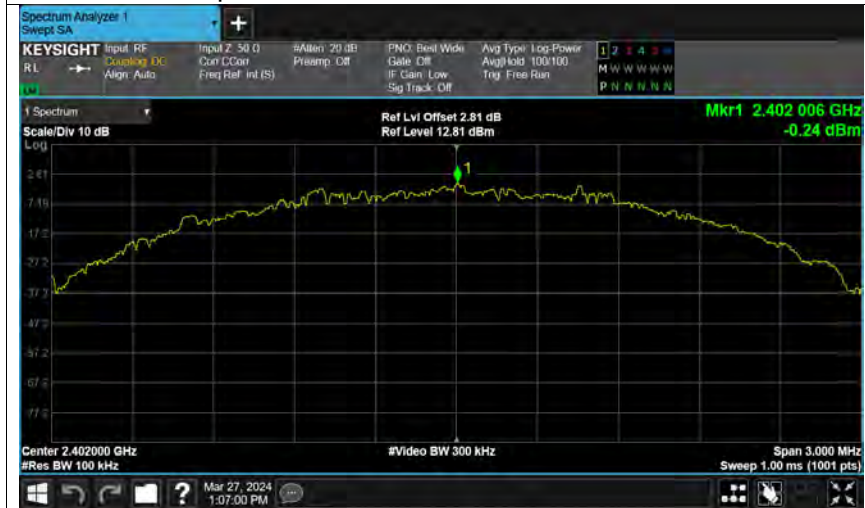 Spectrum Analyzer 1
Swept SA
+
KEYSIGHT
RL
Input: RF
Coupling: DC
Align: Auto
Input Z: 50 Ω
Corr CCorr
Freq Ref: Int (S)
#Atten: 20 dB
Preamp: Off
PNO: Best Wide
Gate: Off
IF Gain: Low
Sig Track: Off
Avg Type: Log-Power
Avg|Hold: 100/100
Trig: Free Run
1 2 3 4 5 6
M W W W W W
P N N N N N
1 Spectrum
Scale/Div 10 dB
Ref Lvl Offset 2.81 dB
Ref Level 12.81 dBm
Mkr1 2.402 006 GHz
-0.24 dBm
Log
1
2.81
-7.19
-17.2
-27.2
-37.2
-47.2
-57.2
-67.2
-77.2
Center 2.402000 GHz
#Res BW 100 kHz
#Video BW 300 kHz
Span 3.000 MHz
Sweep 1.00 ms (1001 pts)
?
Mar 27, 2024
1:07:00 PM